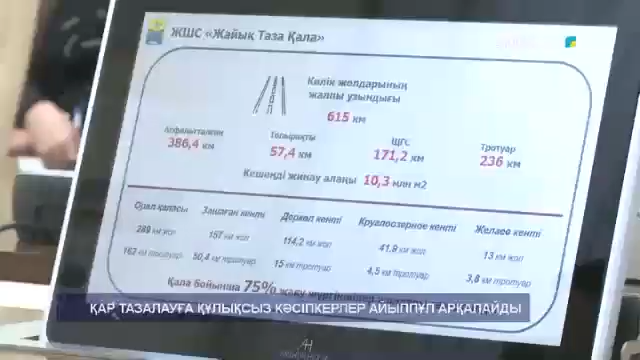 ЖШС «Жайық Таза Қала»
Көлік жолдарының
жалпы ұзындығы
615 км
Асфальтталған
386,4 км
Топырақты
57,4 км
ЩГС
171,2 км
Тротуар
236 км
Кешенді жинау алаңы 10,3 млн м2
Орал қаласы
289 км жол
162 км тротуар
Зашаған кенті
157 км жол
50,4 км тротуар
Деркөл кенті
114,2 км жол
15 км тротуар
Круглоозерное кенті
41,9 км жол
4,5 км тротуар
Желаев кенті
13 км жол
3,8 км тротуар
Қала бойынша 75%
ҚАР ТАЗАЛАУҒА ҚҰЛЫҚСЫЗ КӘСІПКЕРЛЕР АЙЫППҰЛ АРҚАЛАЙДЫ